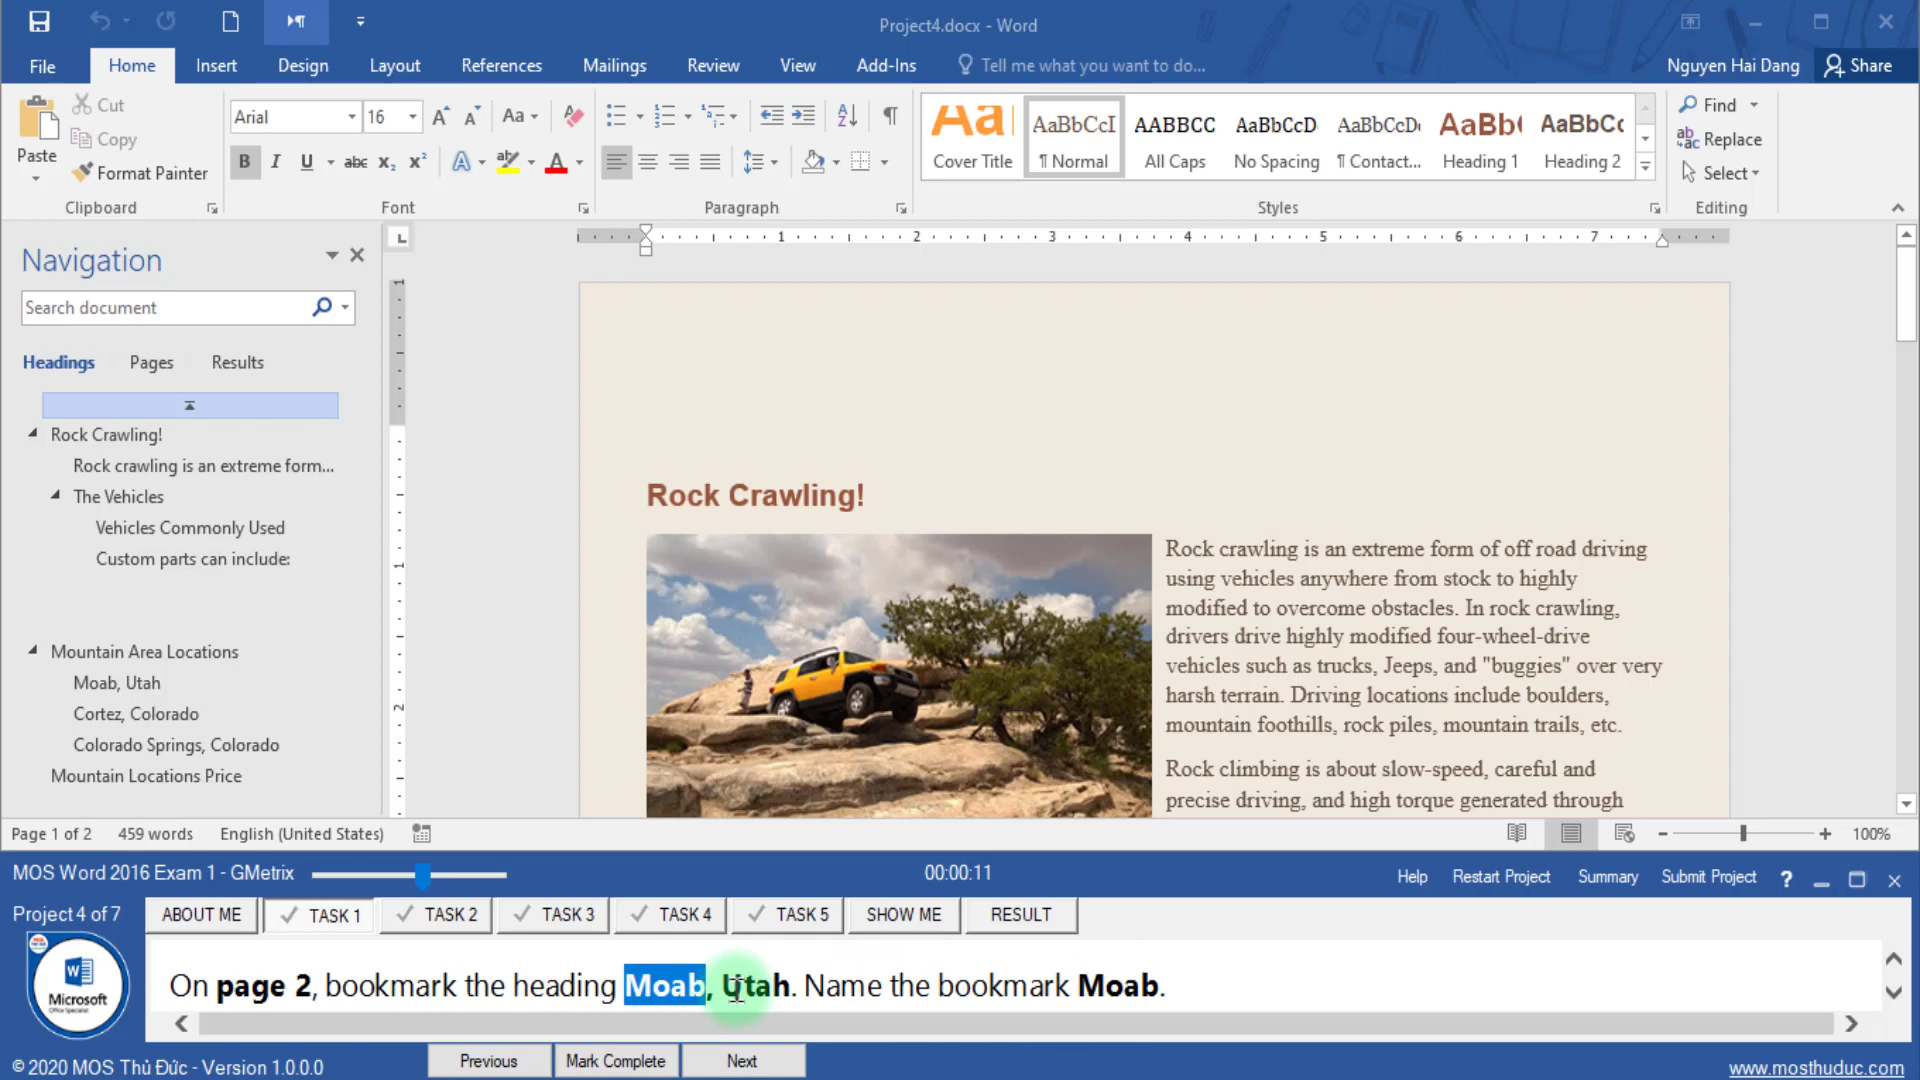 Project4.docx - Word
File Home Insert Design Layout References Mailings Review View Add-Ins Tell me what you want to do... Nguyen Hai Dang Share
Paste Cut Copy Format Painter
Clipboard
Arial 16 Aa
B I U abc x₂ x² A A
Font
Paragraph
AaBbCcI AABBCC AaBbCcD AaBbCcDc AaBb( AaBbCc
Cover Title ¶ Normal All Caps No Spacing ¶ Contact... Heading 1 Heading 2
Styles
Find
Replace
Select
Editing
Navigation
Search document
Headings Pages Results
Rock Crawling!
Rock crawling is an extreme form...
The Vehicles
Vehicles Commonly Used
Custom parts can include:
Mountain Area Locations
Moab, Utah
Cortez, Colorado
Colorado Springs, Colorado
Mountain Locations Price
1 2 3 4 5 6 7
Rock Crawling!
Rock crawling is an extreme form of off road driving
using vehicles anywhere from stock to highly
modified to overcome obstacles. In rock crawling,
drivers drive highly modified four-wheel-drive
vehicles such as trucks, Jeeps, and "buggies" over very
harsh terrain. Driving locations include boulders,
mountain foothills, rock piles, mountain trails, etc.
Rock climbing is about slow-speed, careful and
precise driving, and high torque generated through
Page 1 of 2 459 words English (United States) 100%
MOS Word 2016 Exam 1 - GMetrix 00:00:11 Help Restart Project Summary Submit Project ?
Project 4 of 7 ABOUT ME TASK 1 TASK 2 TASK 3 TASK 4 TASK 5 SHOW ME RESULT
Microsoft
Office Specialist
On page 2, bookmark the heading Moab, Utah. Name the bookmark Moab.
Previous Mark Complete Next
© 2020 MOS Thủ Đức - Version 1.0.0.0
www.mosthuduc.com